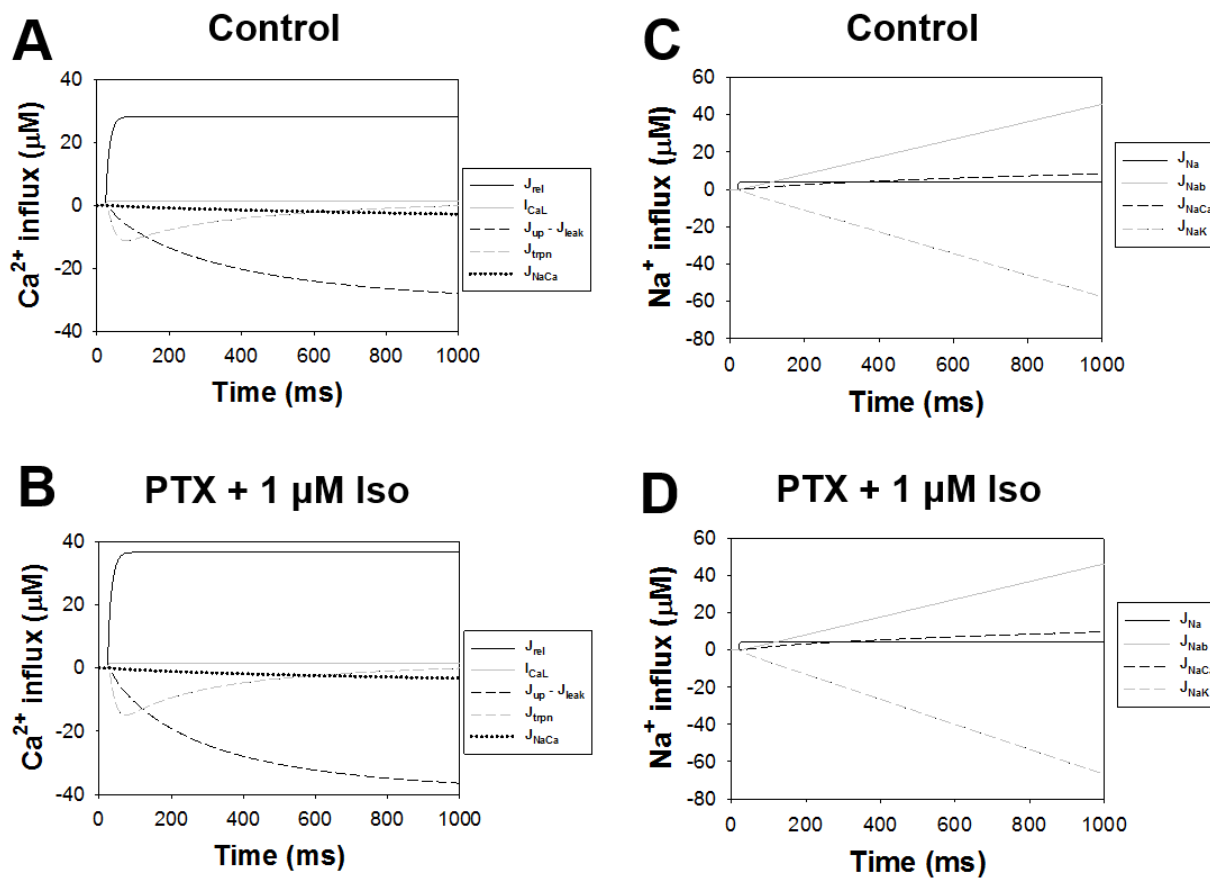 A
Control
Ca2+ influx (μM)
40
20
0
-20
-40
0
200
400
600
800
1000
Time (ms)
Jrel
ICaL
Jup - Jleak
Jtrpn
JNaCa
C
Control
Na+ influx (μM)
60
40
20
0
-20
-40
-60
-80
0
200
400
600
800
1000
Time (ms)
JNa
JNab
JNaCa
JNaK
B
PTX + 1 μM Iso
Ca2+ influx (μM)
40
20
0
-20
-40
0
200
400
600
800
1000
Time (ms)
Jrel
ICaL
Jup - Jleak
Jtrpn
JNaCa
D
PTX + 1 μM Iso
Na+ influx (μM)
60
40
20
0
-20
-40
-60
-80
0
200
400
600
800
1000
Time (ms)
JNa
JNab
JNaCa
JNaK